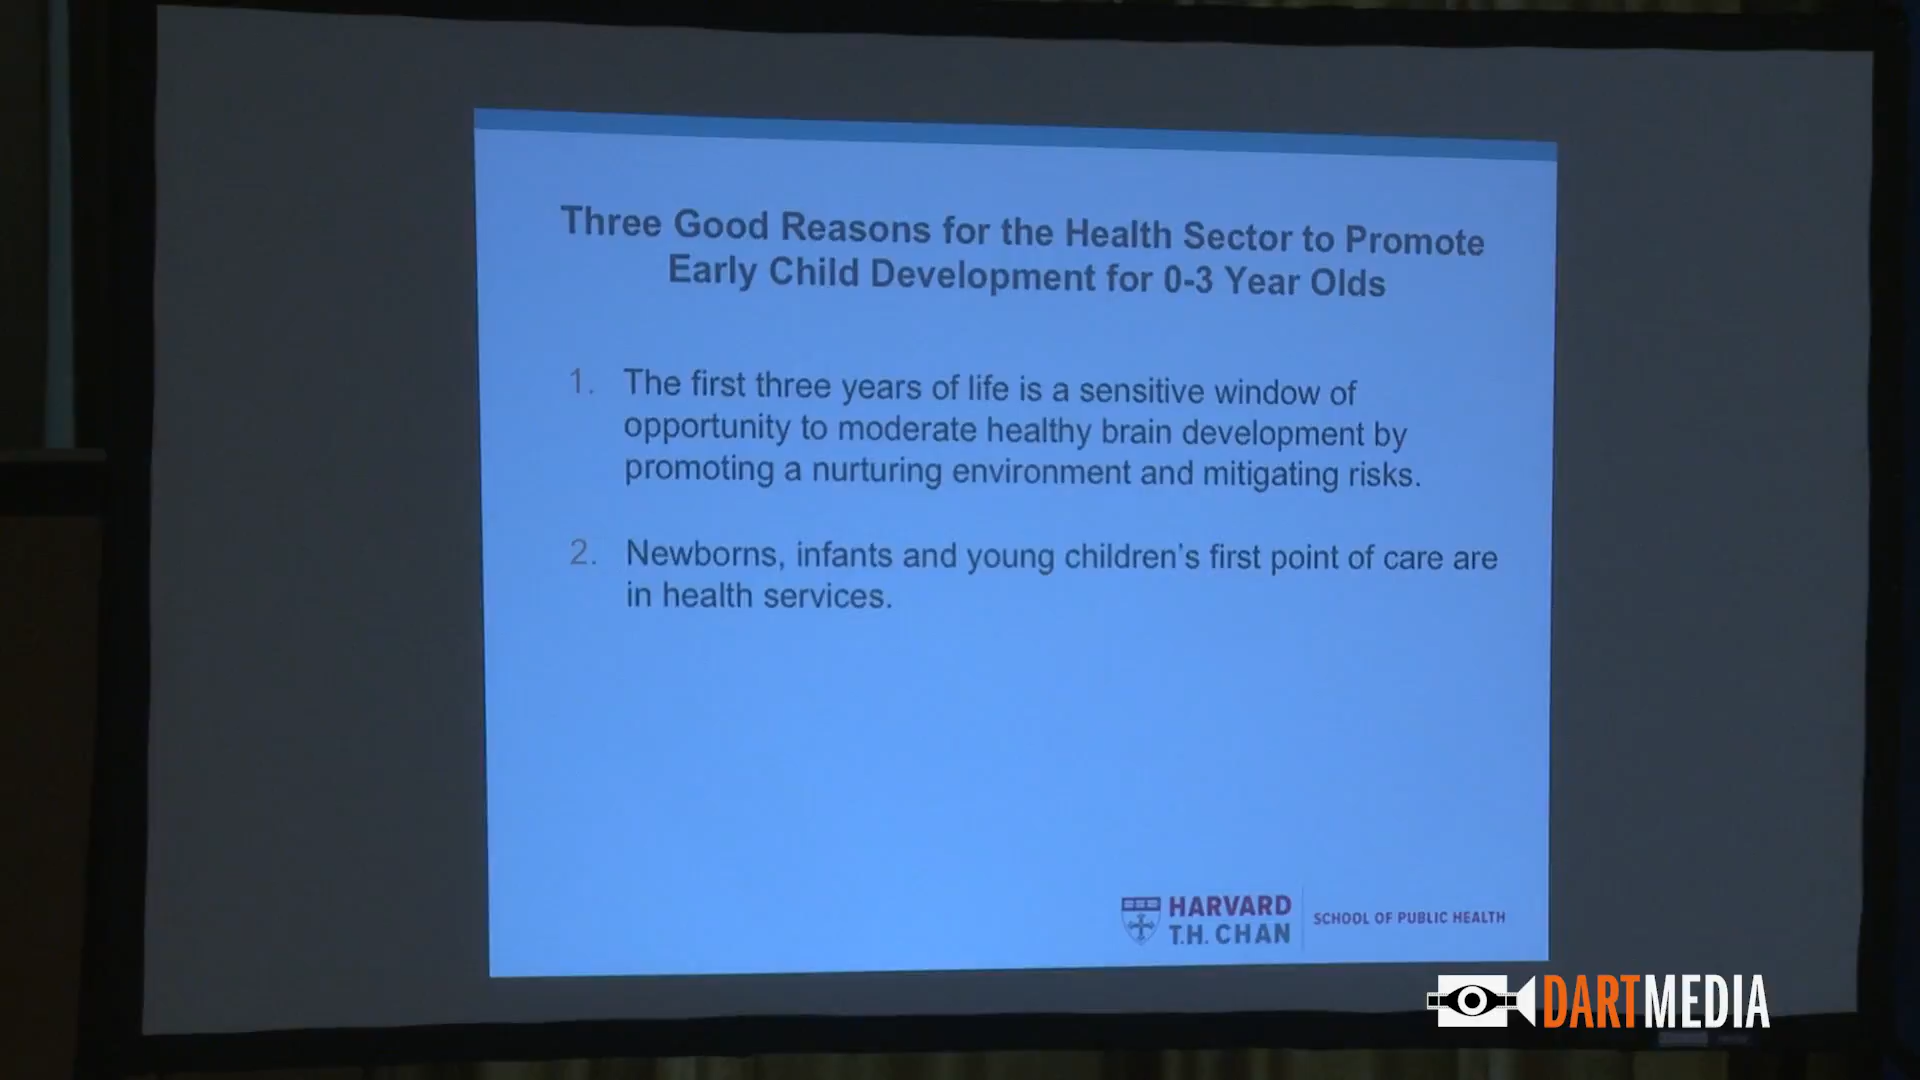 Three Good Reasons for the Health Sector to Promote
Early Child Development for 0-3 Year Olds
1. The first three years of life is a sensitive window of
opportunity to moderate healthy brain development by
promoting a nurturing environment and mitigating risks.
2. Newborns, infants and young children's first point of care are
in health services.
HARVARD
T.H. CHAN
SCHOOL OF PUBLIC HEALTH
DARTMEDIA